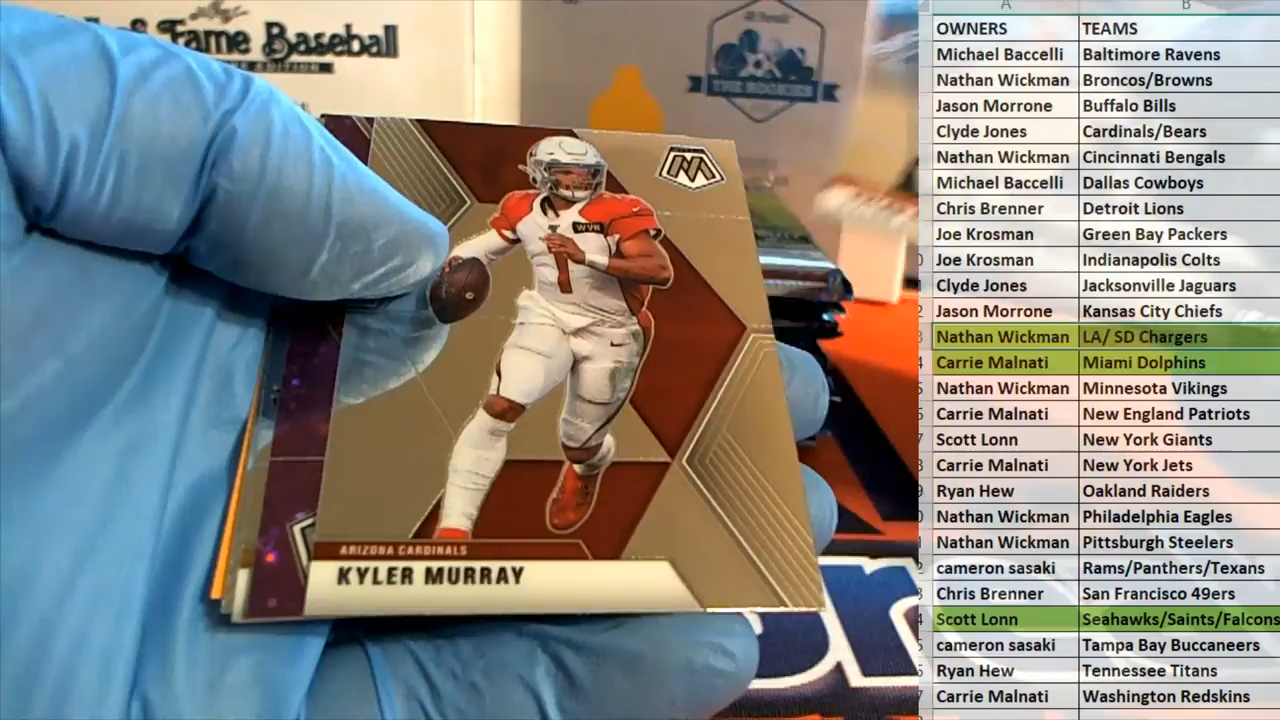 & Fame Baseball
EDITION
THE ROOKIES
M
WVH
1
ARIZONA CARDINALS
KYLER MURRAY
A B
OWNERS TEAMS
Michael Baccelli Baltimore Ravens
Nathan Wickman Broncos/Browns
Jason Morrone Buffalo Bills
Clyde Jones Cardinals/Bears
Nathan Wickman Cincinnati Bengals
Michael Baccelli Dallas Cowboys
Chris Brenner Detroit Lions
Joe Krosman Green Bay Packers
Joe Krosman Indianapolis Colts
Clyde Jones Jacksonville Jaguars
Jason Morrone Kansas City Chiefs
Nathan Wickman LA/ SD Chargers
Carrie Malnati Miami Dolphins
Nathan Wickman Minnesota Vikings
Carrie Malnati New England Patriots
Scott Lonn New York Giants
Carrie Malnati New York Jets
Ryan Hew Oakland Raiders
Nathan Wickman Philadelphia Eagles
Nathan Wickman Pittsburgh Steelers
cameron sasaki Rams/Panthers/Texans
Chris Brenner San Francisco 49ers
Scott Lonn Seahawks/Saints/Falcons
cameron sasaki Tampa Bay Buccaneers
Ryan Hew Tennessee Titans
Carrie Malnati Washington Redskins